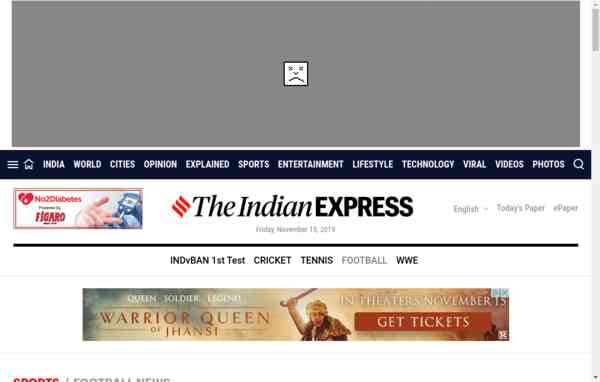 INDIA WORLD CITIES OPINION EXPLAINED SPORTS ENTERTAINMENT LIFESTYLE TECHNOLOGY VIRAL VIDEOS PHOTOS
No2Diabetes
Powered by
FIGARO
The Indian EXPRESS
English Today's Paper ePaper
Friday, November 15, 2019
INDvBAN 1st Test CRICKET TENNIS FOOTBALL WWE
QUEEN SOLDIER LEGEND
WARRIOR QUEEN
OF JHANSI
IN THEATERS NOVEMBER 15
GET TICKETS
SPORTS / FOOTBALL NEWS